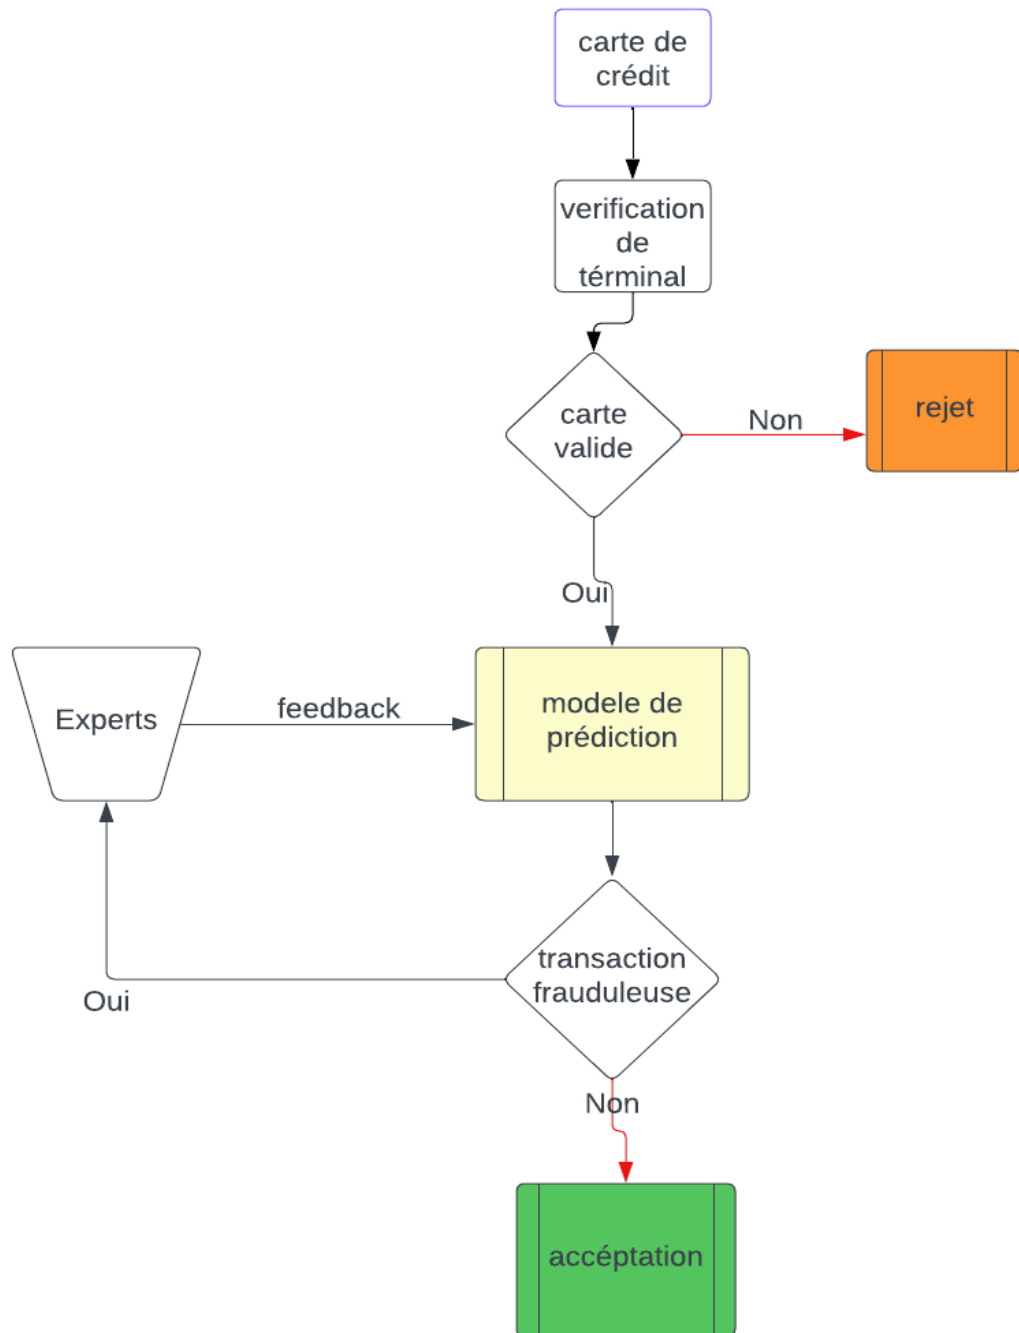 carte de
crédit
verification
de
términal
carte
valide
Non
rejet
Oui
Experts
feedback
modele de
prédiction
transaction
frauduleuse
Oui
Non
accéptation